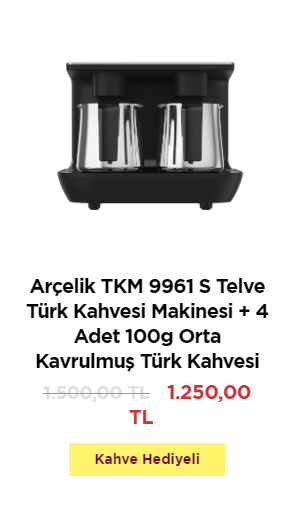 Arçelik TKM 9961 S Telve
Türk Kahvesi Makinesi + 4
Adet 100g Orta
Kavrulmuş Türk Kahvesi
1.500,00 TL 1.250,00
TL
Kahve Hediyeli